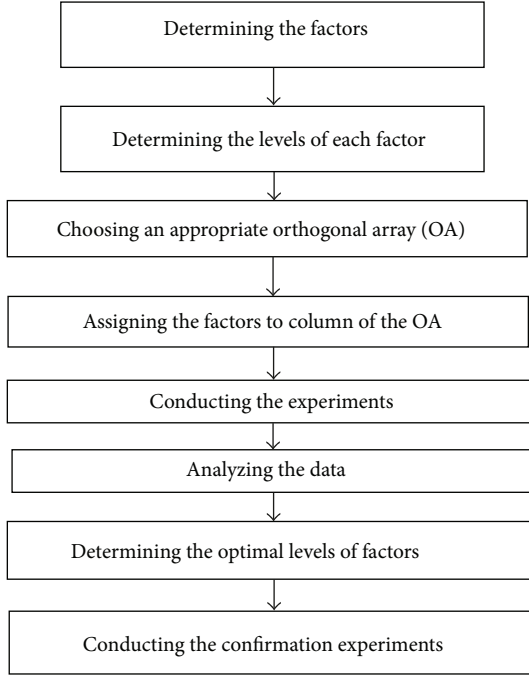 Determining the factors
Determining the levels of each factor
Choosing an appropriate orthogonal array (OA)
Assigning the factors to column of the OA
Conducting the experiments
Analyzing the data
Determining the optimal levels of factors
Conducting the confirmation experiments